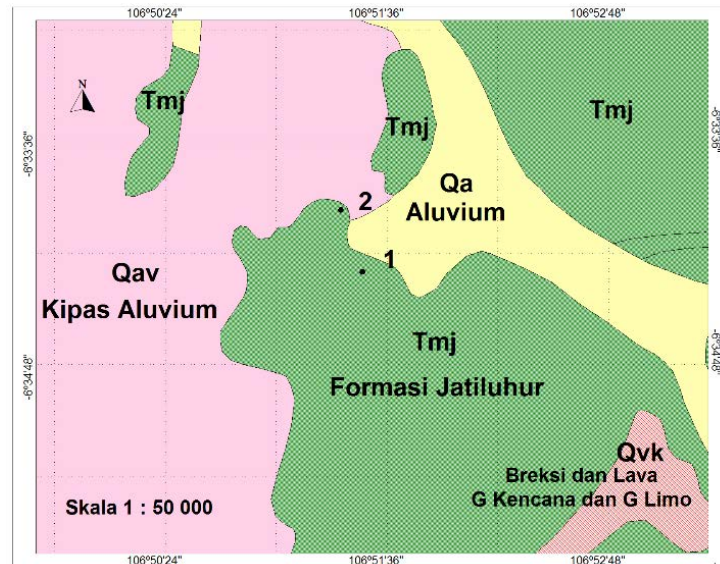 106°50'24" 106°51'36" 106°52'48"
N
Tmj
Tmj
Tmj
-6°33'36"
-6°33'36"
2
Qa
Aluvium
1
Qav
Kipas Aluvium
Tmj
Formasi Jatiluhur
-6°34'48"
-6°34'48"
Qvk
Breksi dan Lava
G Kencana dan G Limo
Skala 1 : 50 000
106°50'24" 106°51'36" 106°52'48"